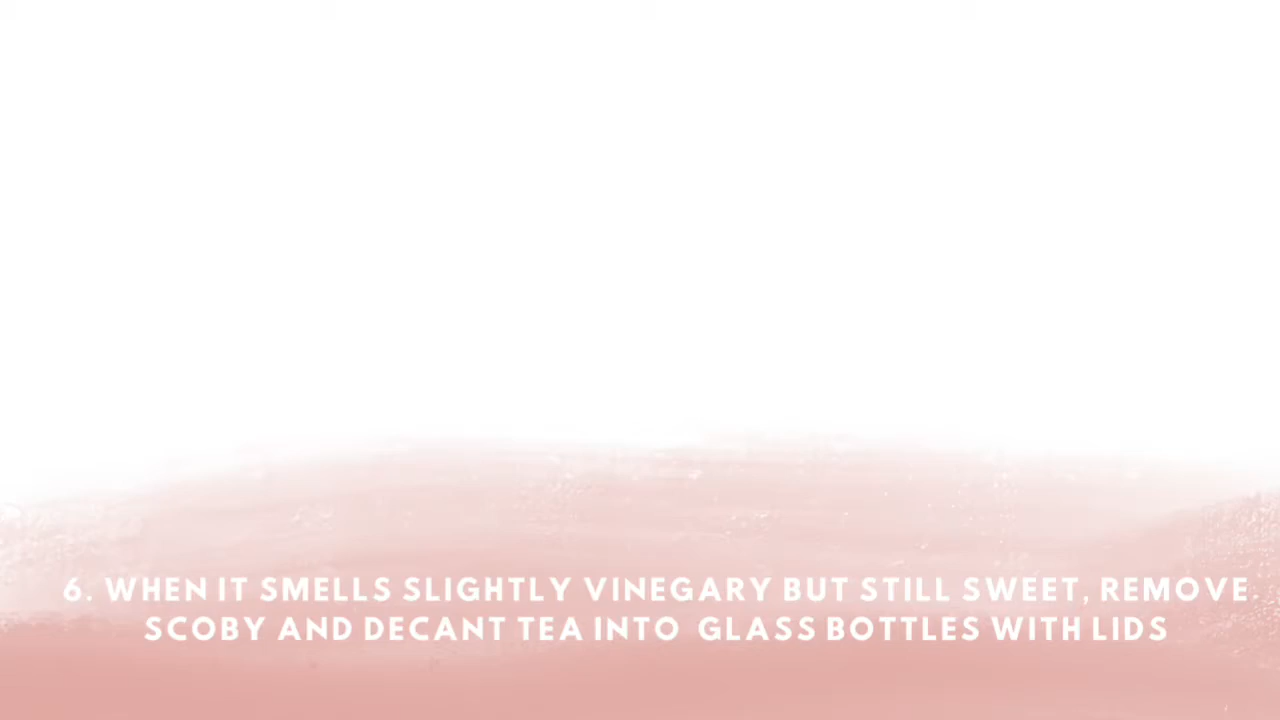 6. WHEN IT SMELLS SLIGHTLY VINEGARY BUT STILL SWEET, REMOVE
SCOBY AND DECANT TEA INTO GLASS BOTTLES WITH LIDS